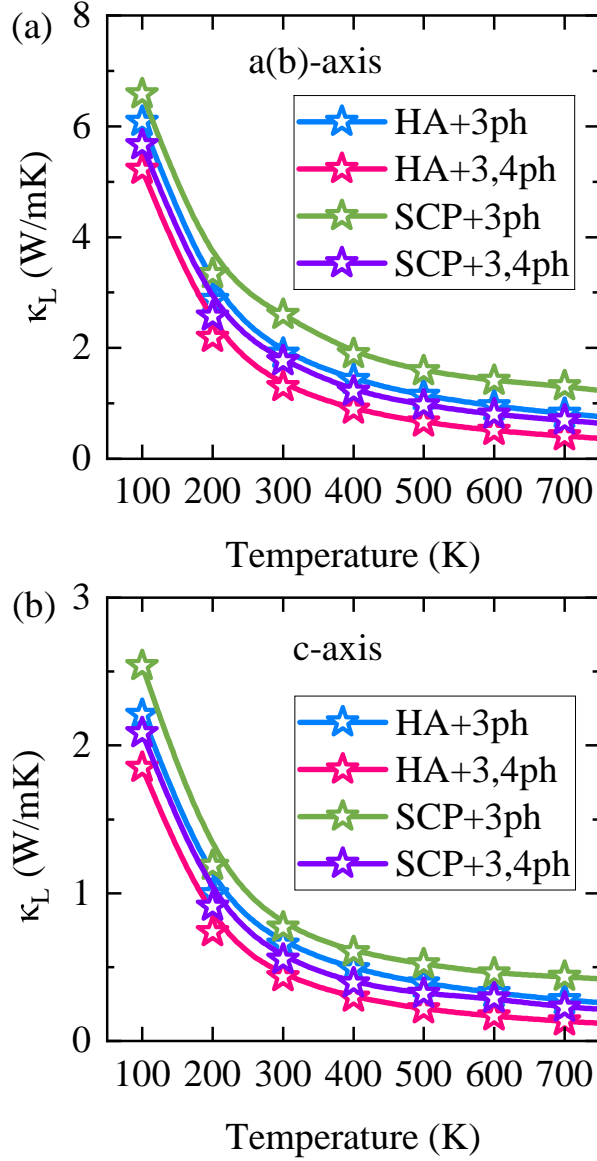 (a)
a(b)-axis
HA+3ph
HA+3,4ph
SCP+3ph
SCP+3,4ph
κL (W/mK)
8
6
4
2
0
100 200 300 400 500 600 700
Temperature (K)
(b)
c-axis
HA+3ph
HA+3,4ph
SCP+3ph
SCP+3,4ph
κL (W/mK)
3
2
1
0
100 200 300 400 500 600 700
Temperature (K)